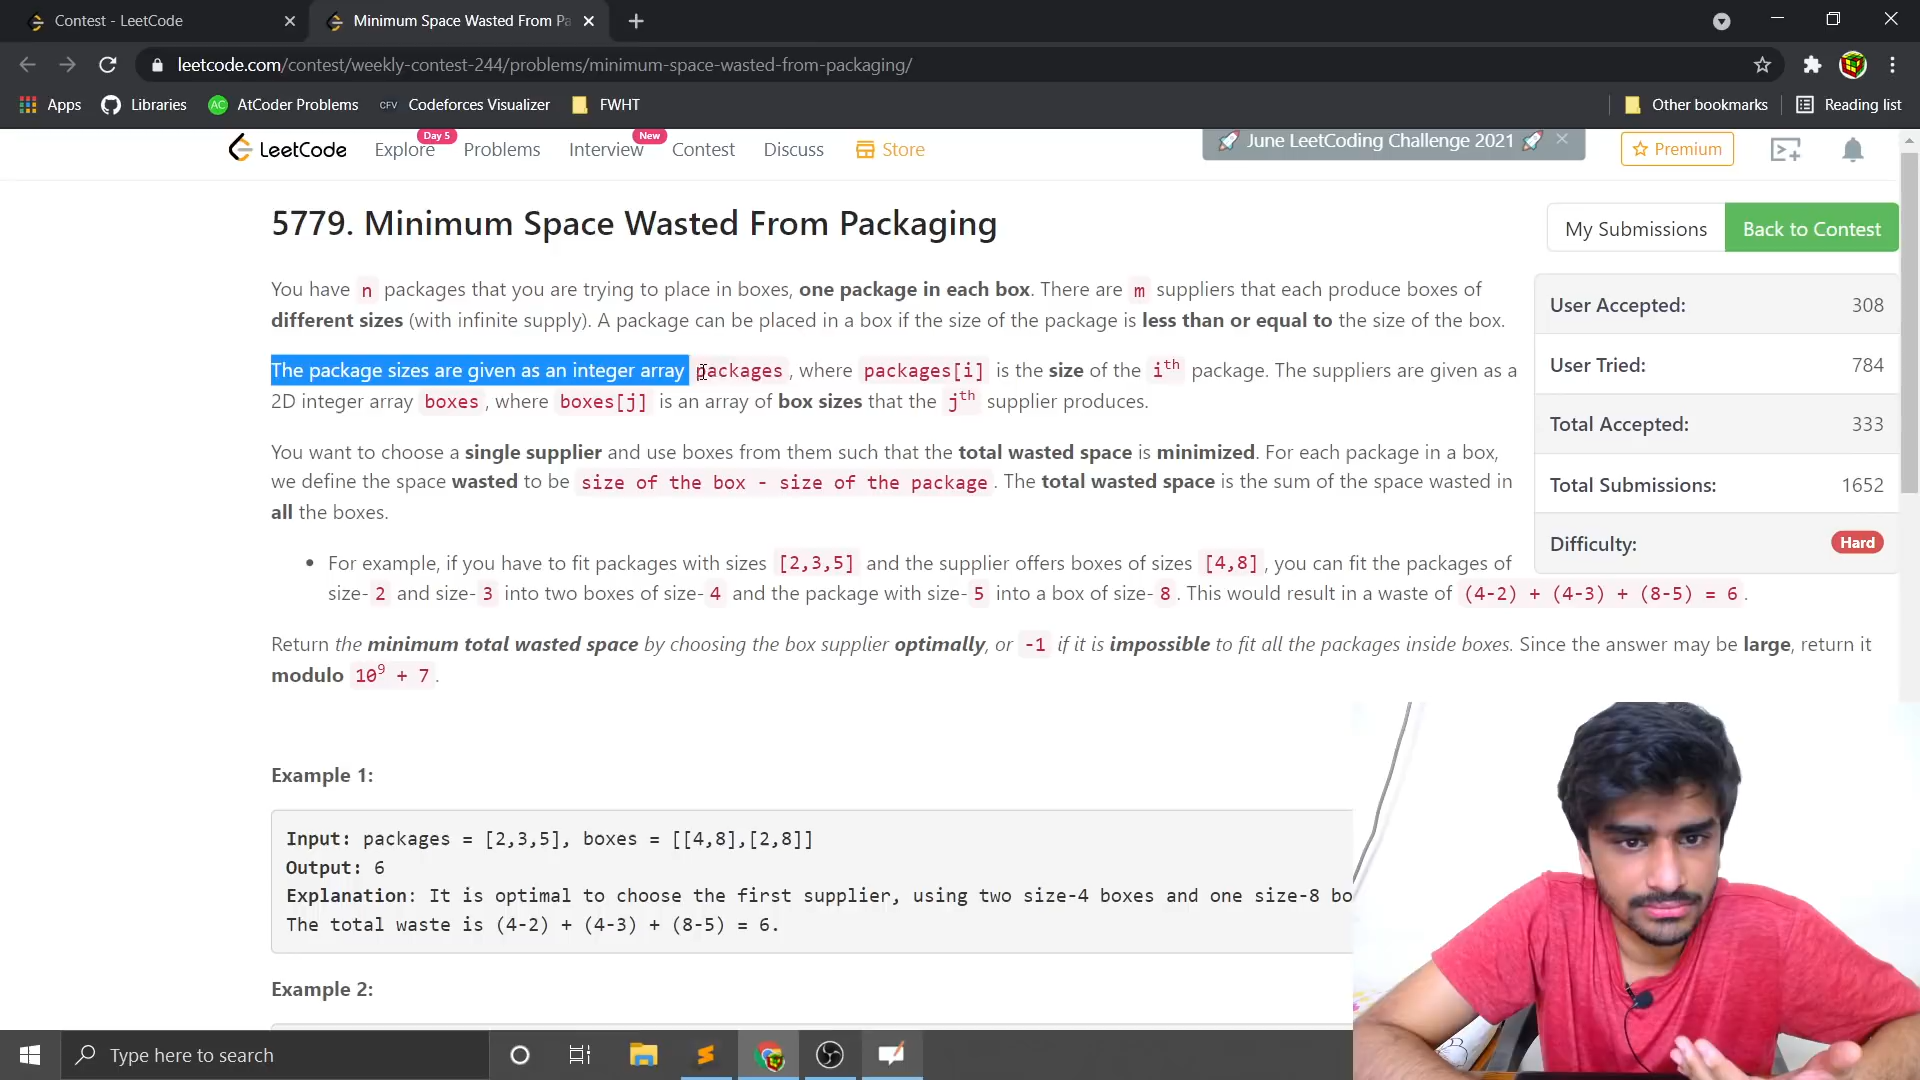 Contest - LeetCode
Minimum Space Wasted From Pa
leetcode.com/contest/weekly-contest-244/problems/minimum-space-wasted-from-packaging/
Apps Libraries AC AtCoder Problems CFV Codeforces Visualizer FWHT Other bookmarks Reading list
LeetCode Explore Day 5 Problems Interview New Contest Discuss Store June LeetCoding Challenge 2021 Premium
5779. Minimum Space Wasted From Packaging
My Submissions Back to Contest
You have n packages that you are trying to place in boxes, one package in each box. There are m suppliers that each produce boxes of
different sizes (with infinite supply). A package can be placed in a box if the size of the package is less than or equal to the size of the box.
The package sizes are given as an integer array packages, where packages[i] is the size of the ith package. The suppliers are given as a
2D integer array boxes, where boxes[j] is an array of box sizes that the jth supplier produces.
You want to choose a single supplier and use boxes from them such that the total wasted space is minimized. For each package in a box,
we define the space wasted to be size of the box - size of the package. The total wasted space is the sum of the space wasted in
all the boxes.
User Accepted: 308
User Tried: 784
Total Accepted: 333
Total Submissions: 1652
Difficulty: Hard
• For example, if you have to fit packages with sizes [2,3,5] and the supplier offers boxes of sizes [4,8], you can fit the packages of
size-2 and size-3 into two boxes of size-4 and the package with size-5 into a box of size-8. This would result in a waste of (4-2) + (4-3) + (8-5) = 6.
Return the minimum total wasted space by choosing the box supplier optimally, or -1 if it is impossible to fit all the packages inside boxes. Since the answer may be large, return it
modulo 10^9 + 7.
Example 1:
Input: packages = [2,3,5], boxes = [[4,8],[2,8]]
Output: 6
Explanation: It is optimal to choose the first supplier, using two size-4 boxes and one size-8 bo
The total waste is (4-2) + (4-3) + (8-5) = 6.
Example 2:
Type here to search